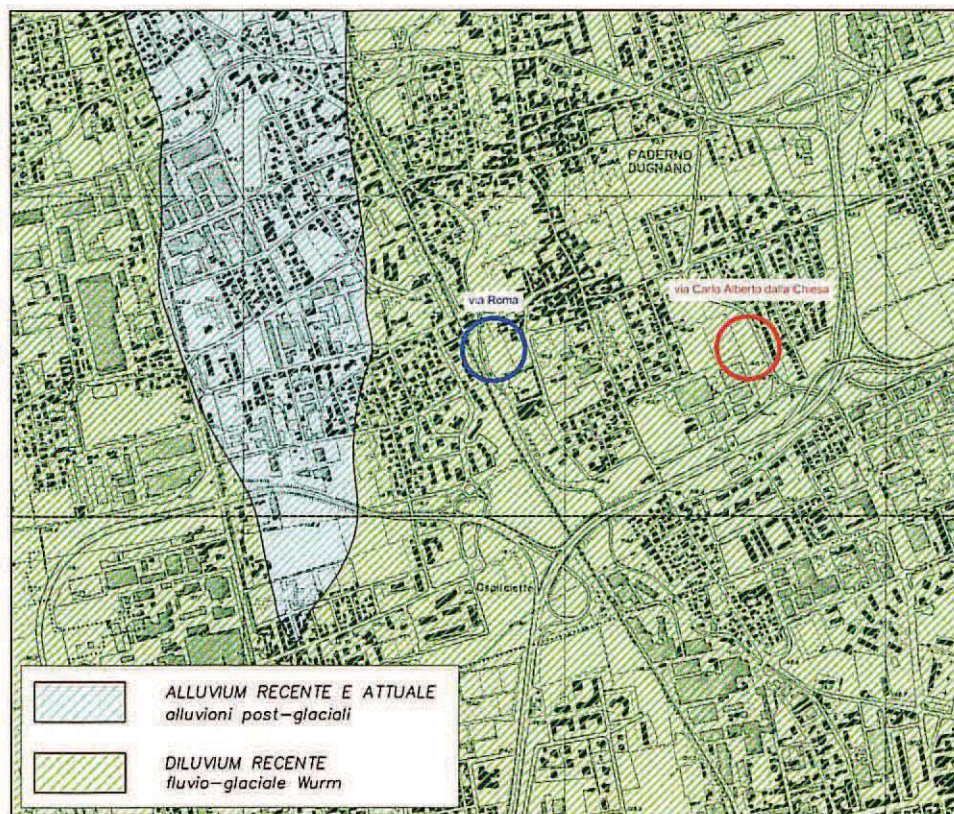 PADERNO
DUGNANO
via Roma
via Carlo Alberto dalla Chiesa
Ospitaletto
ALLUVIUM RECENTE E ATTUALE
alluvioni post-glaciali
DILUVIUM RECENTE
fluvio-glaciale Wurm